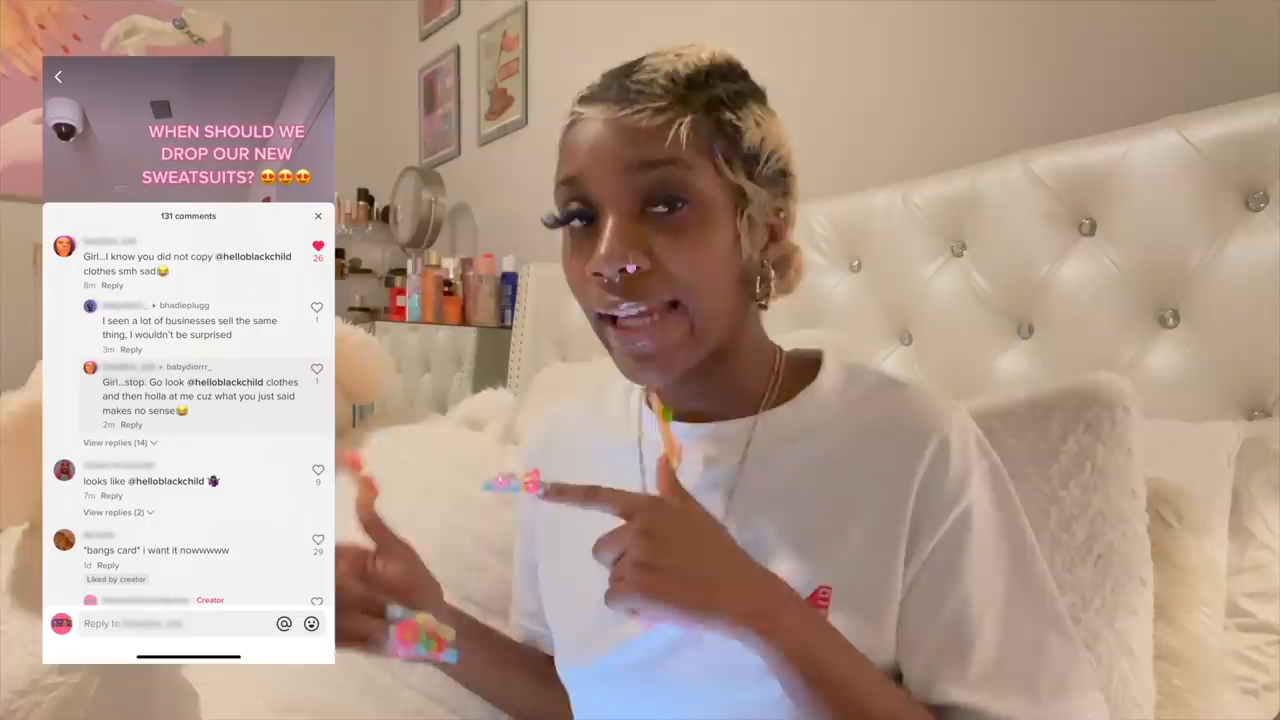 WHEN SHOULD WE
DROP OUR NEW
SWEATSUITS? 😍😍😍
131 comments
Girl...I know you did not copy @helloblackchild
clothes smh sad😂
26
8m Reply
bhadieplugg
I seen a lot of businesses sell the same
thing, I wouldn't be surprised
1
3m Reply
babydiorr_
Girl...stop. Go look @helloblackchild clothes
and then holla at me cuz what you just said
makes no sense😂
1
2m Reply
View replies (14)
looks like @helloblackchild
9
7m Reply
View replies (2)
"bangs card" i want it nowwwww
29
1d Reply
Liked by creator
Creator
Reply to